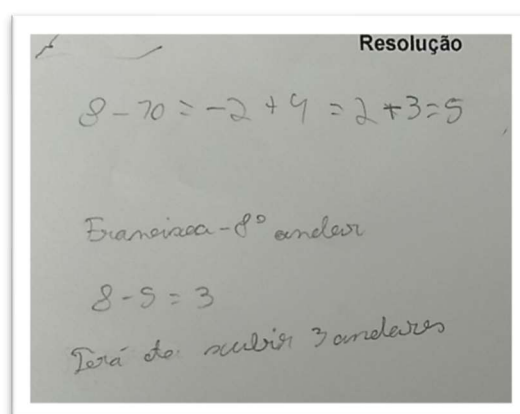 Resolução
8 - 10 = -2 + 4 = 2 + 3 = 5
Francisca - 8º andar
8 - 5 = 3
Terá de subir 3 andares